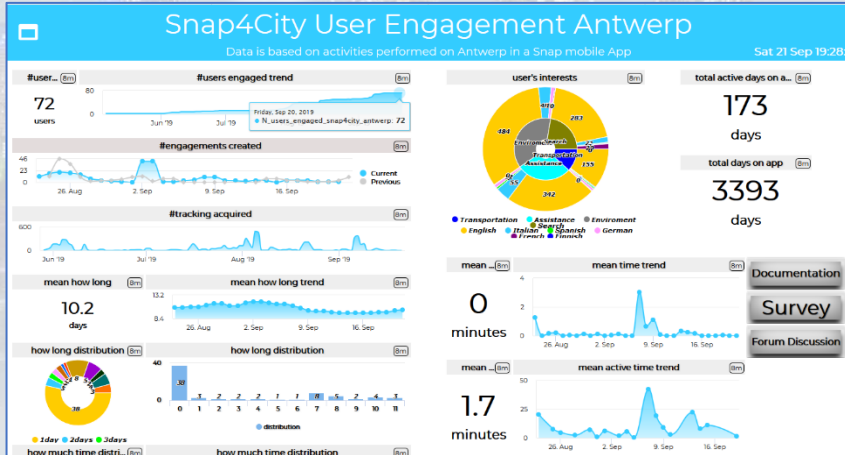 Snap4City User Engagement Antwerp
Data is based on activities performed on Antwerp in a Snap mobile App
Sat 21 Sep 19:28:
#user... 8m
72
users
#users engaged trend 8m
80
0
Jun '19
Friday, Sep 20, 2019
N_users_engaged_snap4city_antwerp: 72
#engagements created 8m
46
23
0
26. Aug 2. Sep 9. Sep 16. Sep
Current
Previous
#tracking acquired 8m
600
0
Jun '19 Jul '19 Aug '19 Sep '19
mean how long 8m
10.2
days
mean how long trend 8m
13.2
8.4
26. Aug 2. Sep 9. Sep 16. Sep
how long distribution 8m
38
1day 2days 3days
how long distribution 8m
40
0
38 3 2 2 2 1 1 8 5 2 4 3
0 1 2 3 4 5 6 7 8 9 10 11
distribution
how much time distri... 8m
how much time distribution 8m
user's interests 8m
484
283
155
342
Transportation
Assistance
Transportation Assistance Enviroment
Search
English Italian Spanish German
French Finnish
total active days on a... 8m
173
days
total days on app 8m
3393
days
mean ... 8m
0
minutes
mean time trend 8m
4
2
0
26. Aug 2. Sep 9. Sep 16. Sep
Documentation
Survey
Forum Discussion
mean ... 8m
1.7
minutes
mean active time trend 8m
50
25
0
26. Aug 2. Sep 9. Sep 16. Sep